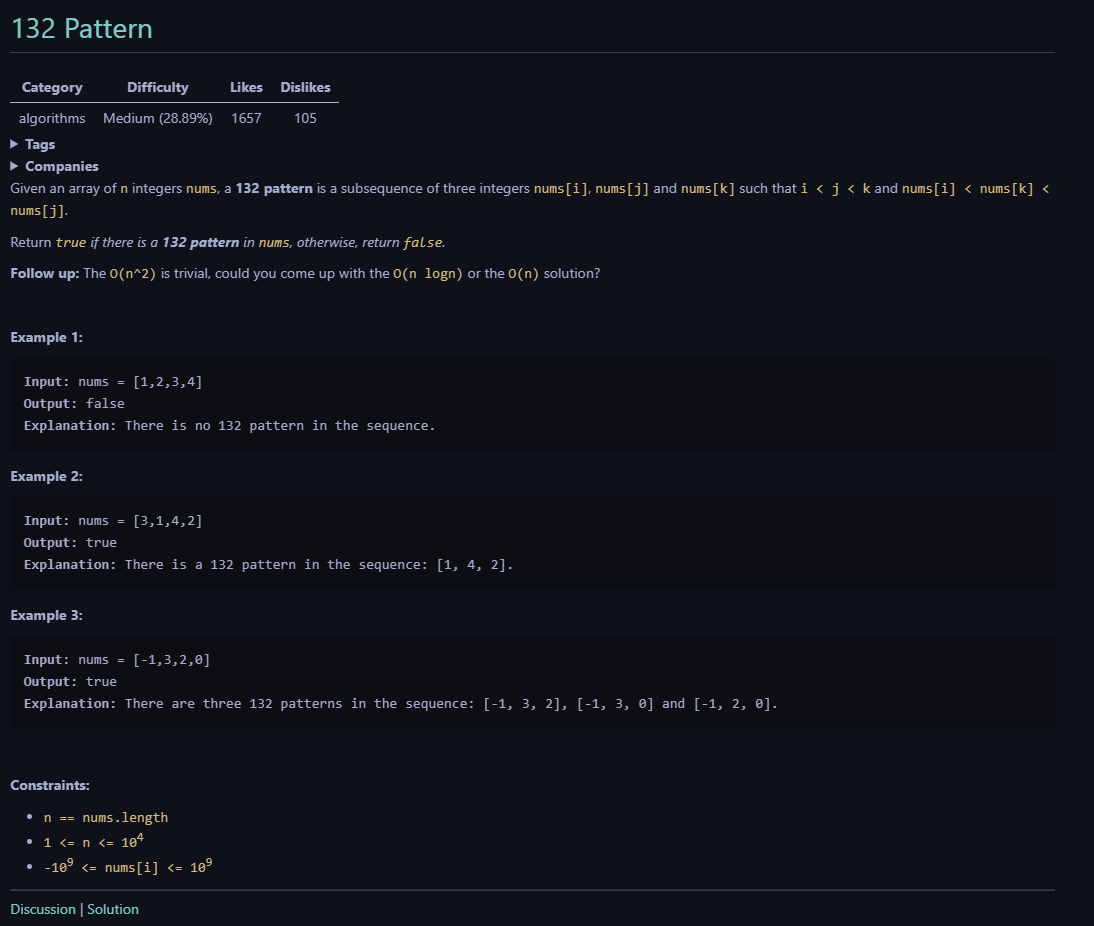 132 Pattern
Category Difficulty Likes Dislikes
algorithms Medium (28.89%) 1657 105
▶ Tags
▶ Companies
Given an array of n integers nums, a 132 pattern is a subsequence of three integers nums[i], nums[j] and nums[k] such that i < j < k and nums[i] < nums[k] <
nums[j].
Return true if there is a 132 pattern in nums, otherwise, return false.
Follow up: The O(n^2) is trivial, could you come up with the O(n logn) or the O(n) solution?
Example 1:
Input: nums = [1,2,3,4]
Output: false
Explanation: There is no 132 pattern in the sequence.
Example 2:
Input: nums = [3,1,4,2]
Output: true
Explanation: There is a 132 pattern in the sequence: [1, 4, 2].
Example 3:
Input: nums = [-1,3,2,0]
Output: true
Explanation: There are three 132 patterns in the sequence: [-1, 3, 2], [-1, 3, 0] and [-1, 2, 0].
Constraints:
• n == nums.length
• 1 <= n <= 10⁴
• -10⁹ <= nums[i] <= 10⁹
Discussion | Solution